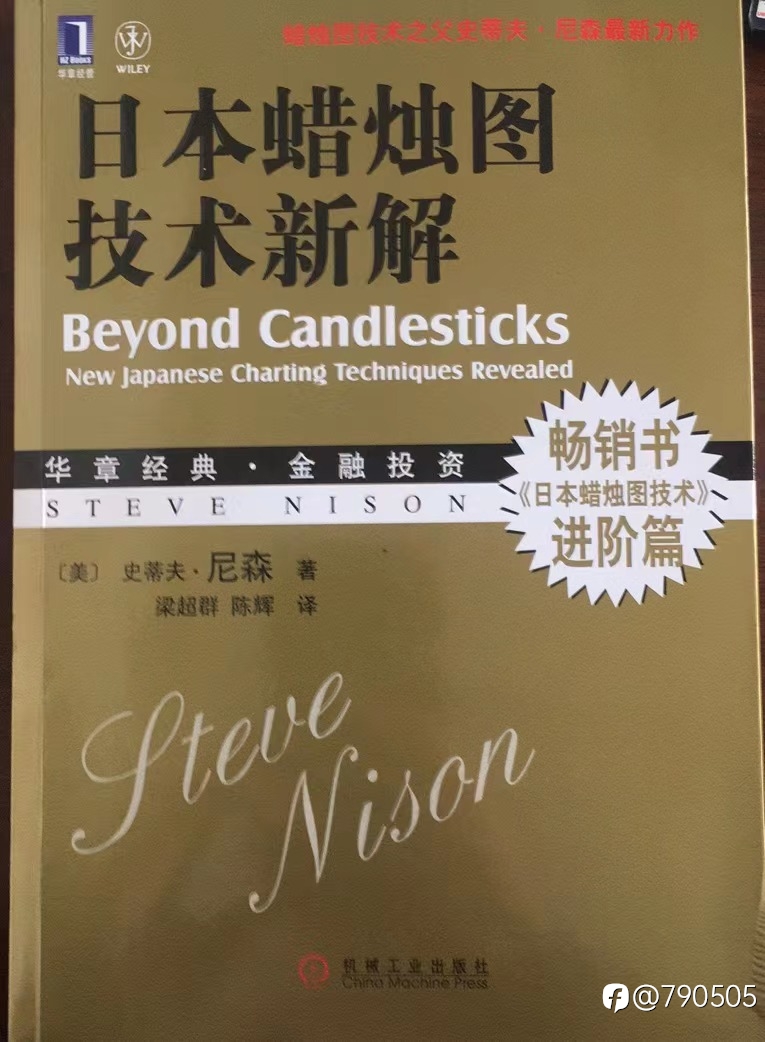 蜡烛图技术之父史蒂夫·尼森最新力作
HZ Books
华章经管
WILEY
日本蜡烛图
技术新解
Beyond Candlesticks
New Japanese Charting Techniques Revealed
华章经典·金融投资
STEVE NISON
畅销书
《日本蜡烛图技术》
进阶篇
〔美〕 史蒂夫·尼森 著
梁超群 陈辉 译
Steve
Nison
机械工业出版社
China Machine Press
@790505